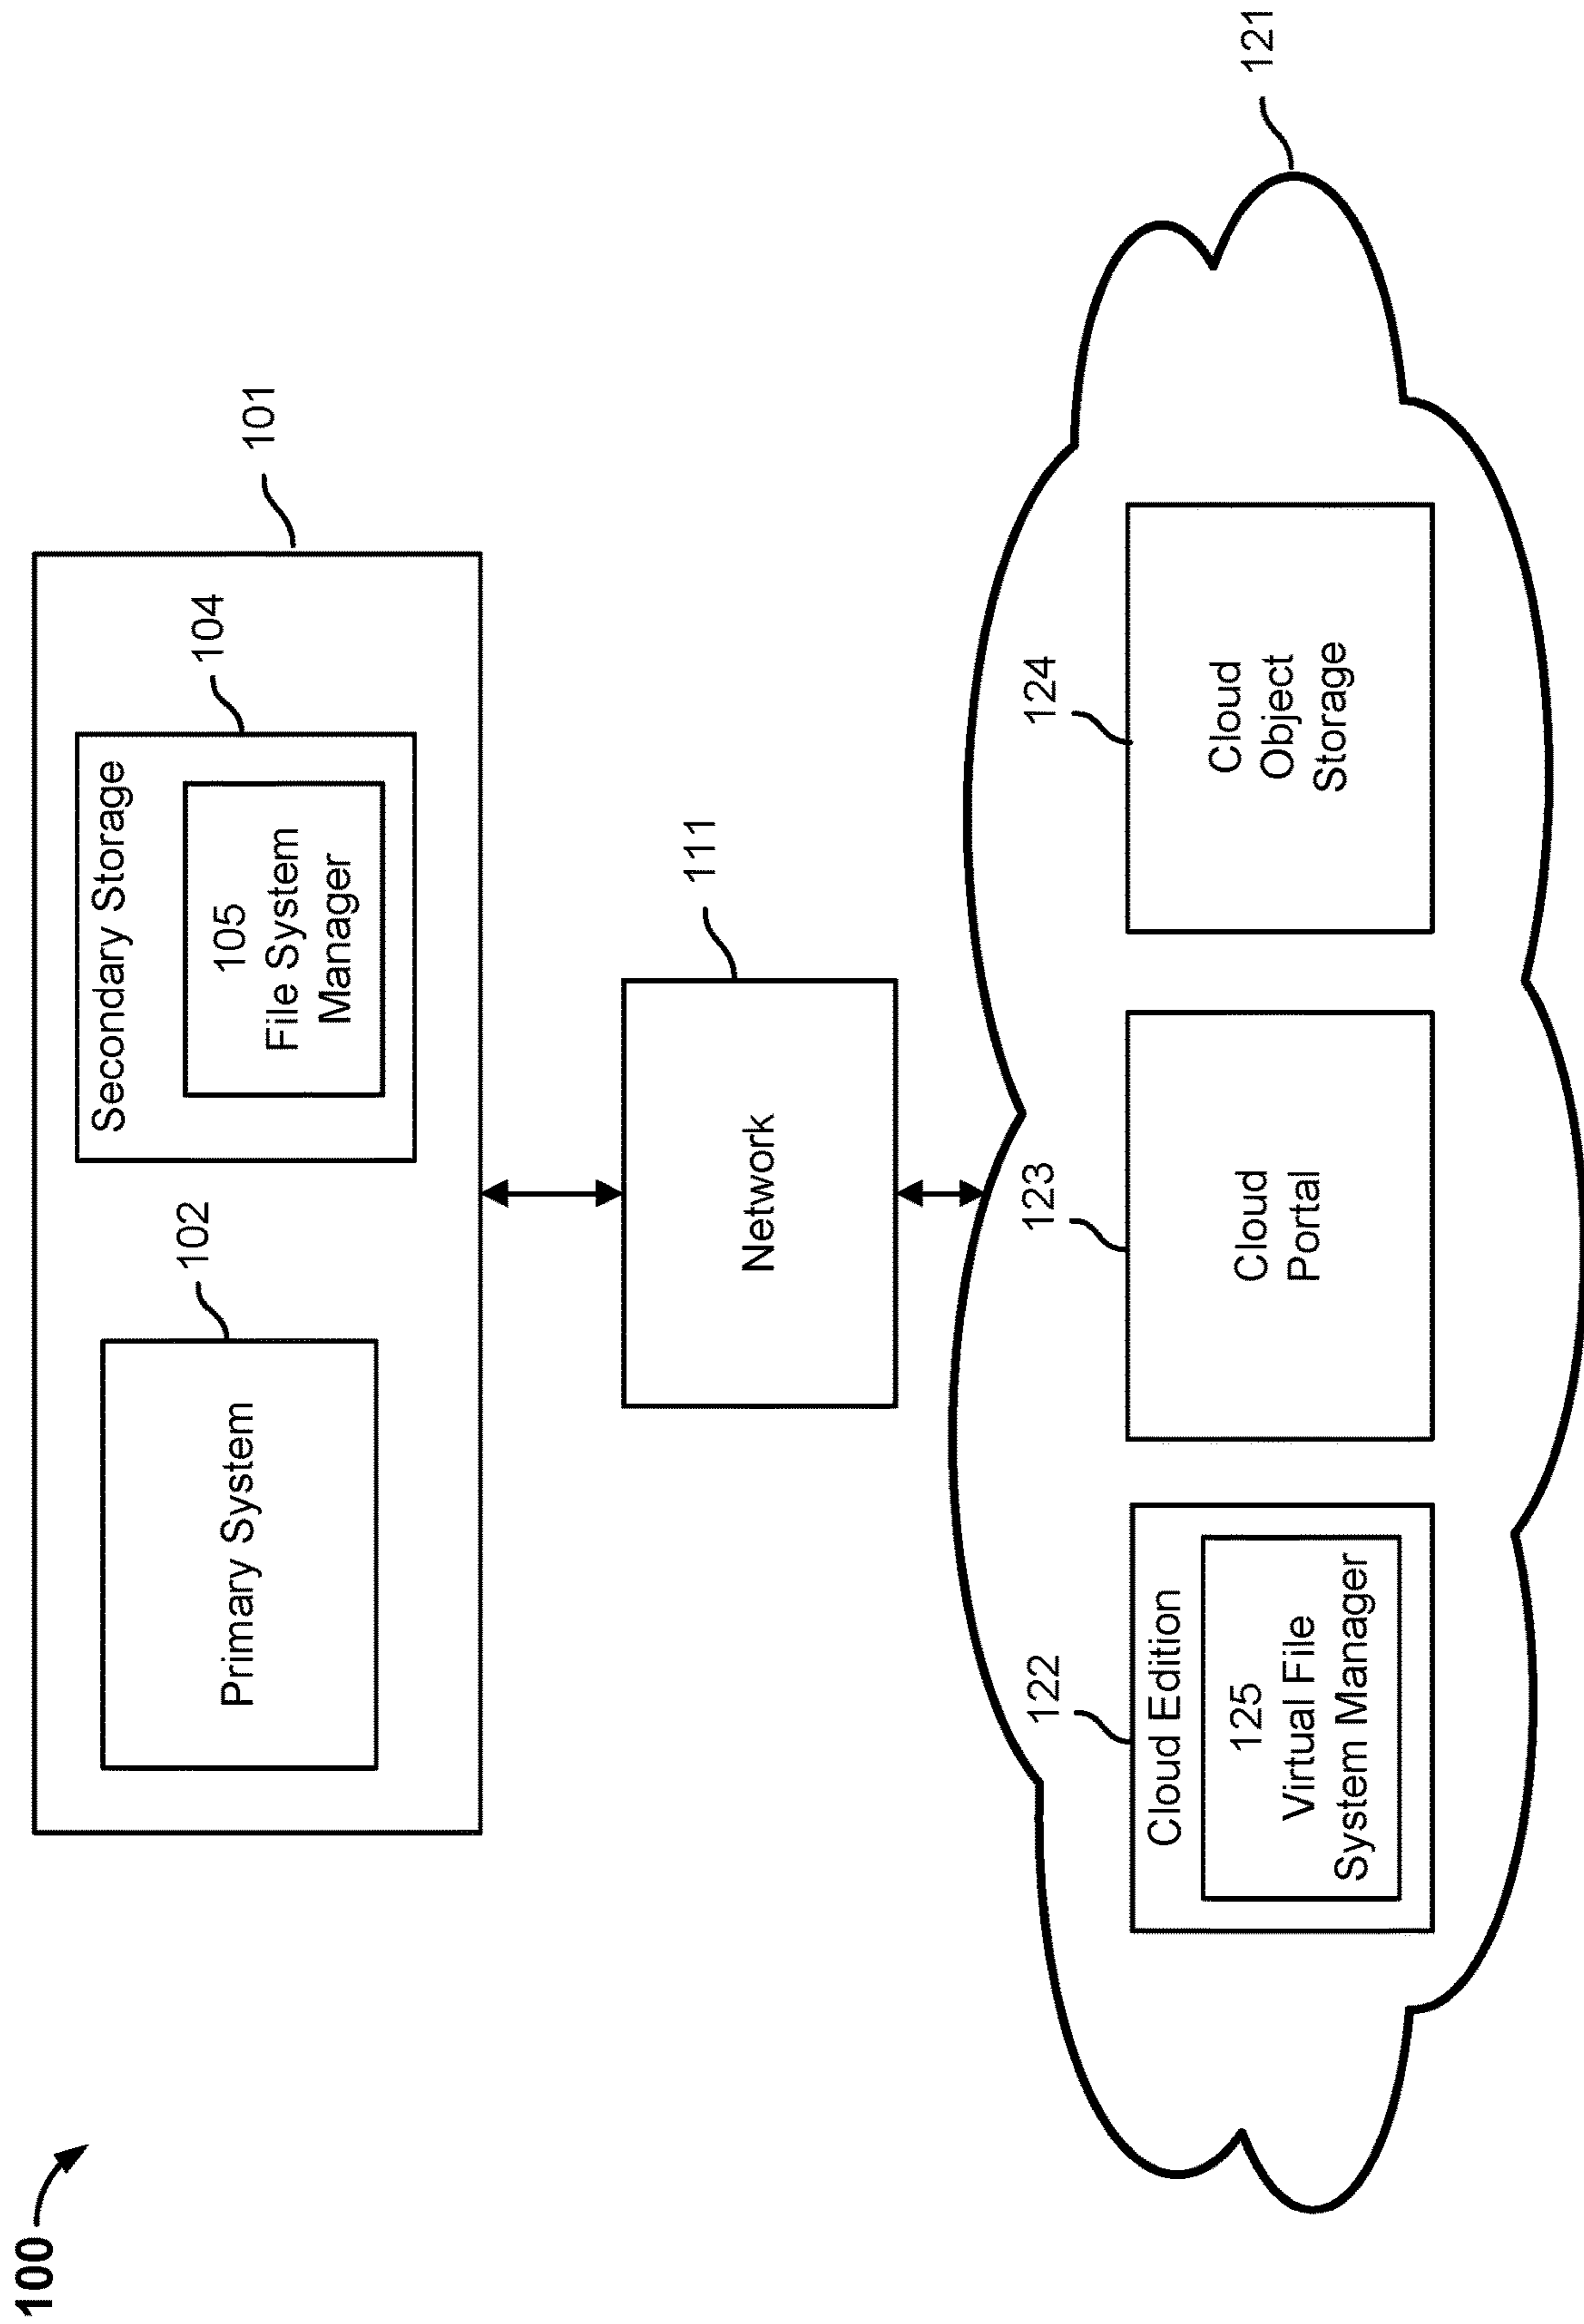 100
101
Primary System
102
Secondary Storage
104
105
File System
Manager
Network
111
121
Cloud Edition
122
125
Virtual File
System Manager
123
Cloud
Portal
124
Cloud
Object
Storage